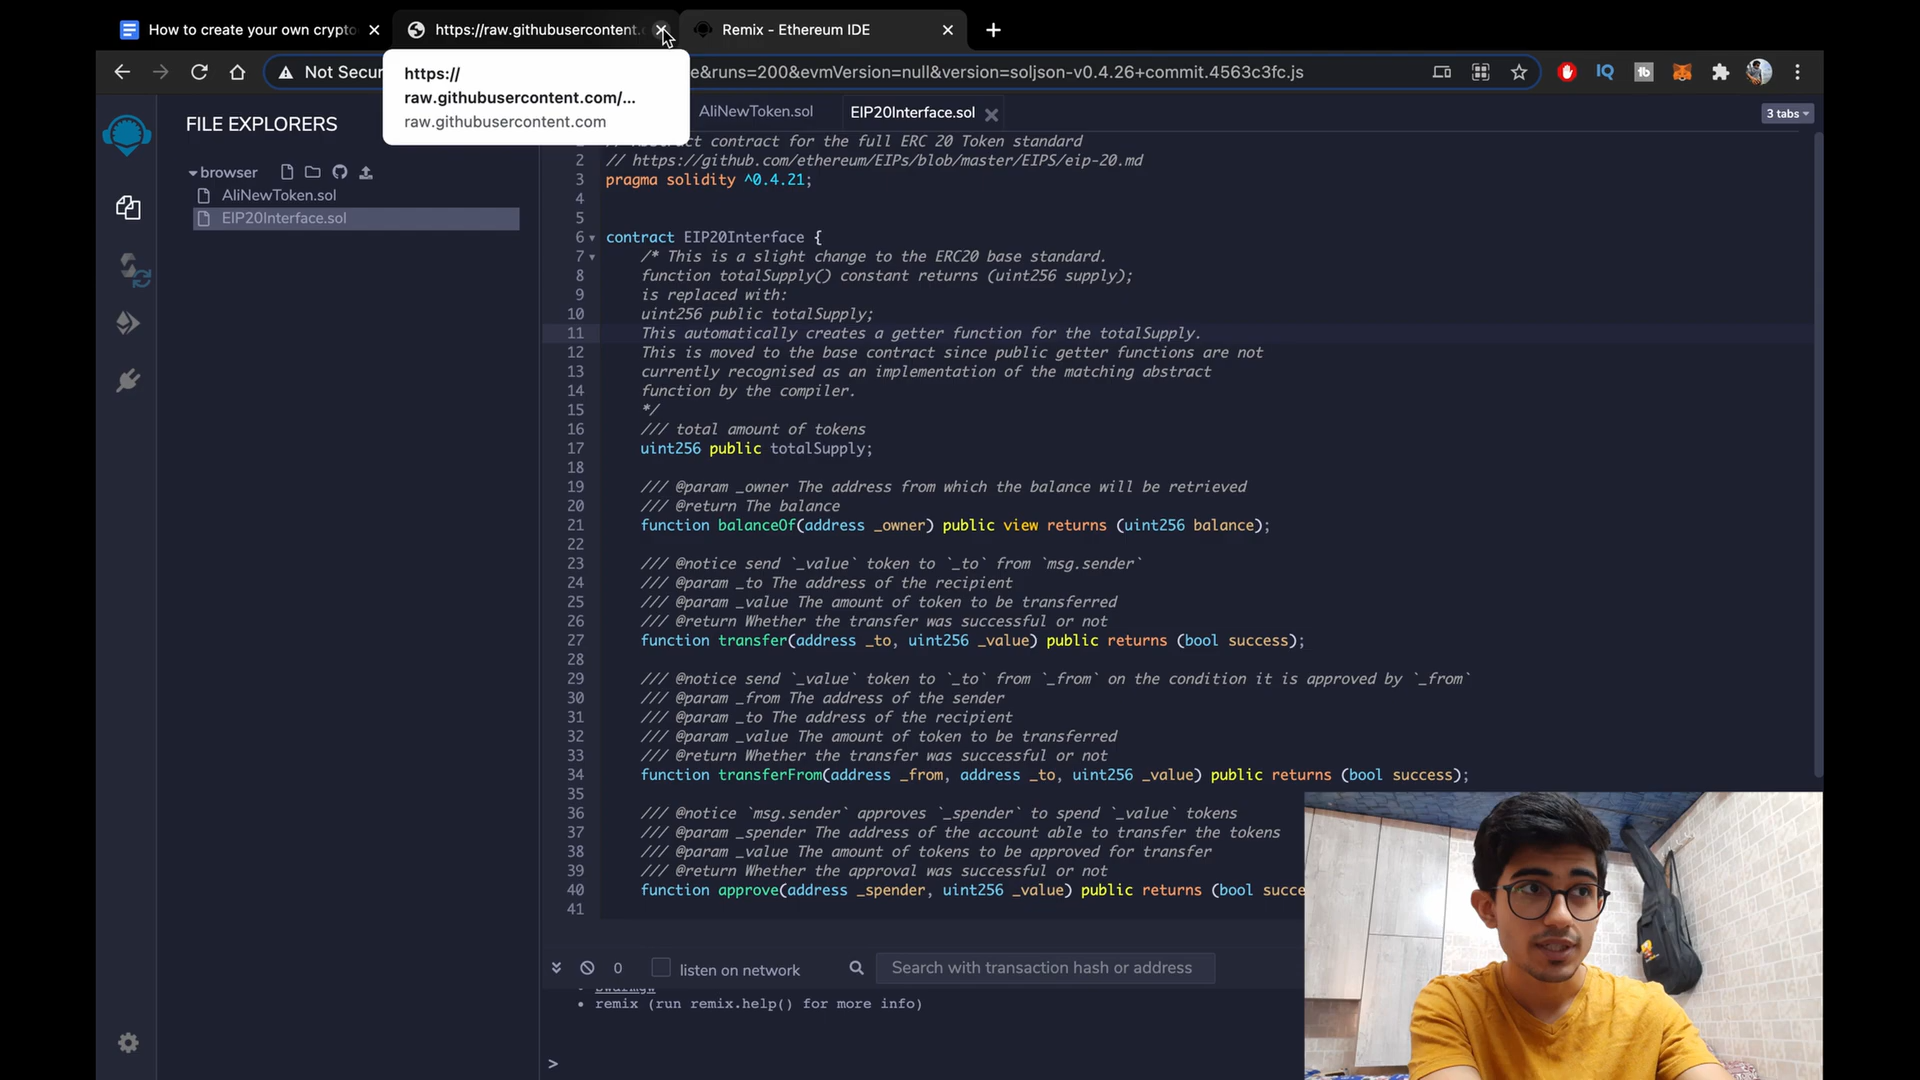 How to create your own crypto
https://raw.githubusercontent.
Remix - Ethereum IDE
Not Secu
e&runs=200&evmVersion=null&version=soljson-v0.4.26+commit.4563c3fc.js
https://
raw.githubusercontent.com/...
raw.githubusercontent.com
FILE EXPLORERS
browser
AliNewToken.sol
EIP20Interface.sol
AliNewToken.sol
EIP20Interface.sol
3 tabs
// Abstract contract for the full ERC 20 Token standard
2 // https://github.com/ethereum/EIPs/blob/master/EIPS/eip-20.md
3 pragma solidity ^0.4.21;
4
5
6 contract EIP20Interface {
7 /* This is a slight change to the ERC20 base standard.
8 function totalSupply() constant returns (uint256 supply);
9 is replaced with:
10 uint256 public totalSupply;
11 This automatically creates a getter function for the totalSupply.
12 This is moved to the base contract since public getter functions are not
13 currently recognised as an implementation of the matching abstract
14 function by the compiler.
15 */
16 /// total amount of tokens
17 uint256 public totalSupply;
18
19 /// @param _owner The address from which the balance will be retrieved
20 /// @return The balance
21 function balanceOf(address _owner) public view returns (uint256 balance);
22
23 /// @notice send `_value` token to `_to` from `msg.sender`
24 /// @param _to The address of the recipient
25 /// @param _value The amount of token to be transferred
26 /// @return Whether the transfer was successful or not
27 function transfer(address _to, uint256 _value) public returns (bool success);
28
29 /// @notice send `_value` token to `_to` from `_from` on the condition it is approved by `_from`
30 /// @param _from The address of the sender
31 /// @param _to The address of the recipient
32 /// @param _value The amount of token to be transferred
33 /// @return Whether the transfer was successful or not
34 function transferFrom(address _from, address _to, uint256 _value) public returns (bool success);
35
36 /// @notice `msg.sender` approves `_spender` to spend `_value` tokens
37 /// @param _spender The address of the account able to transfer the tokens
38 /// @param _value The amount of tokens to be approved for transfer
39 /// @return Whether the approval was successful or not
40 function approve(address _spender, uint256 _value) public returns (bool succe
41
0
listen on network
Search with transaction hash or address
• remix (run remix.help() for more info)
>